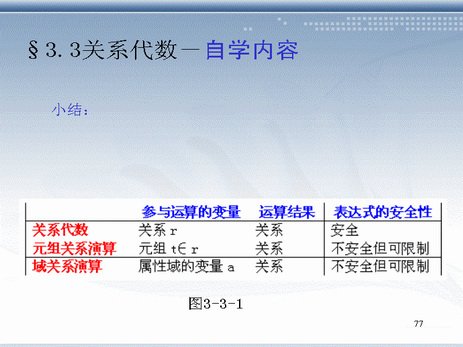 §3.3关系代数－自学内容
小结：
参与运算的变量 运算结果 表达式的安全性
关系代数 关系 r 关系 安全
元组关系演算 元组 t∈ r 关系 不安全但可限制
域关系演算 属性域的变量 a 关系 不安全但可限制
图3-3-1
77